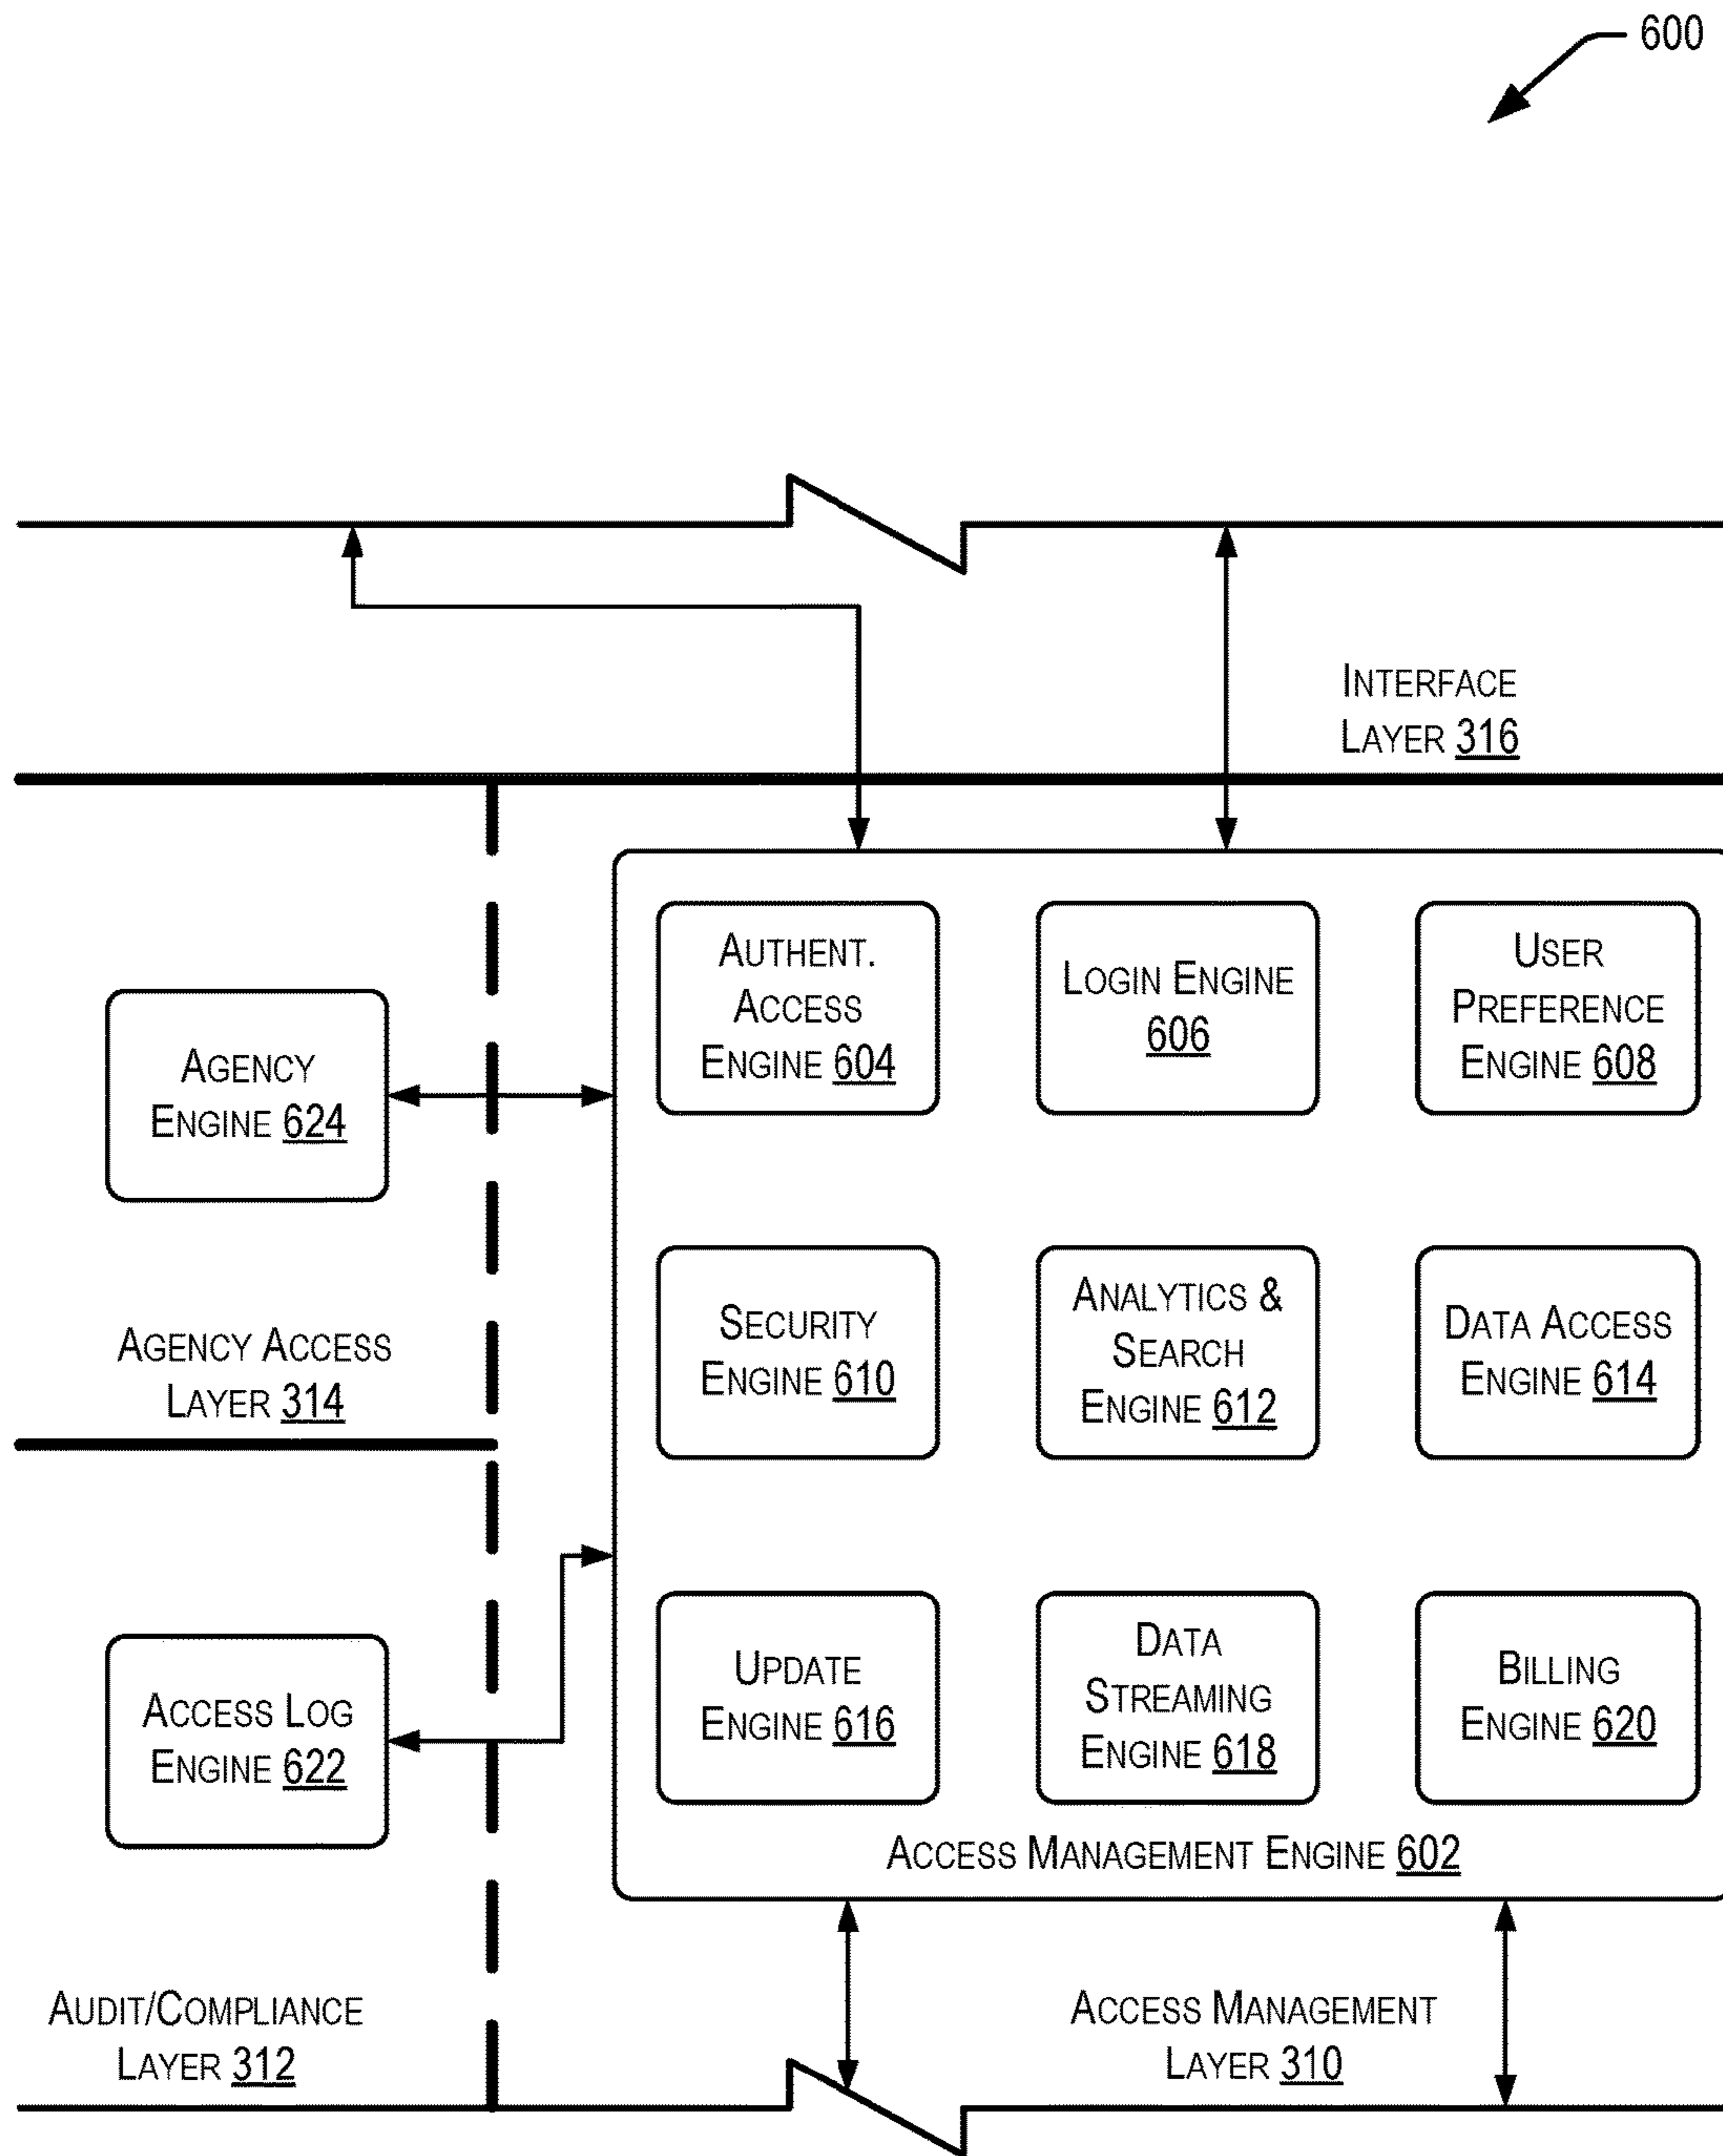 600
INTERFACE
LAYER 316
AUTHENT.
ACCESS
ENGINE 604
LOGIN ENGINE
606
USER
PREFERENCE
ENGINE 608
AGENCY
ENGINE 624
SECURITY
ENGINE 610
ANALYTICS &
SEARCH
ENGINE 612
DATA ACCESS
ENGINE 614
AGENCY ACCESS
LAYER 314
UPDATE
ENGINE 616
DATA
STREAMING
ENGINE 618
BILLING
ENGINE 620
ACCESS LOG
ENGINE 622
ACCESS MANAGEMENT ENGINE 602
AUDIT/COMPLIANCE
LAYER 312
ACCESS MANAGEMENT
LAYER 310